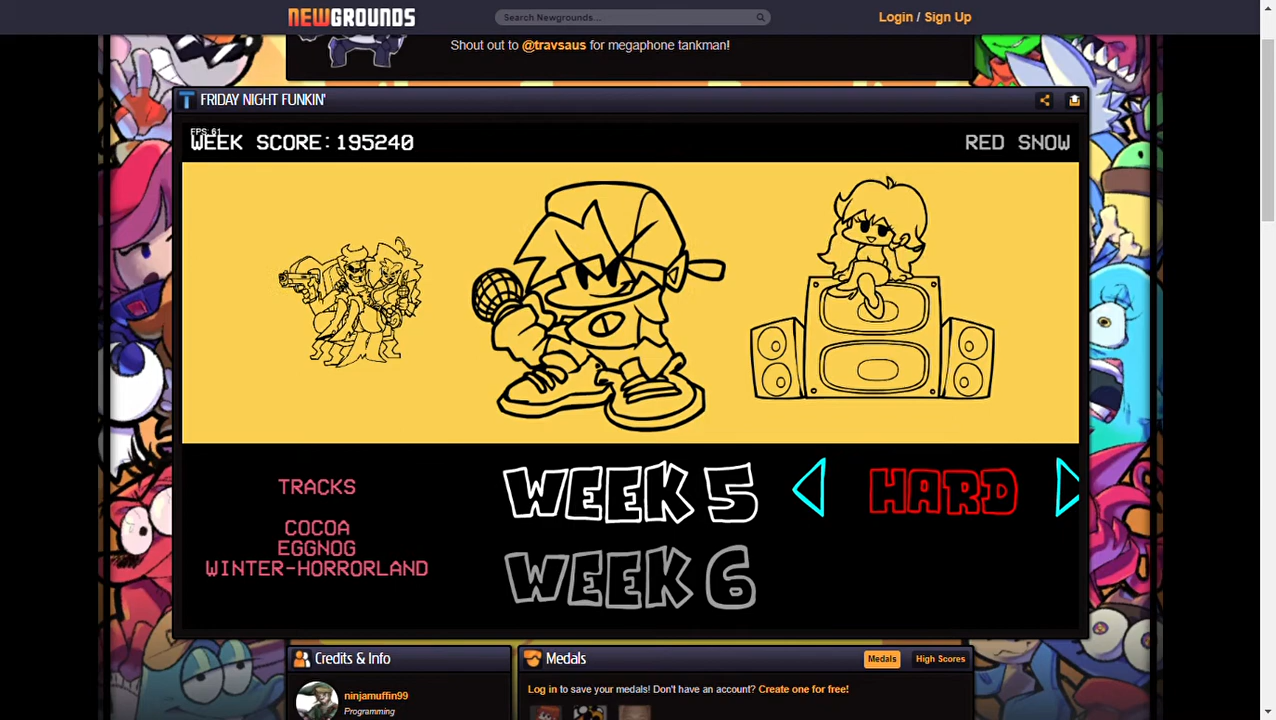 NEWGROUNDS
Search Newgrounds...
Login / Sign Up
Shout out to @travsaus for megaphone tankman!
FRIDAY NIGHT FUNKIN'
FPS: 61
WEEK SCORE:195240
RED SNOW
TRACKS
COCOA
EGGNOG
WINTER-HORRORLAND
WEEK 5
HARD
WEEK 6
Credits & Info
ninjamuffin99
Programming
Medals
Medals
High Scores
Log in to save your medals! Don't have an account? Create one for free!